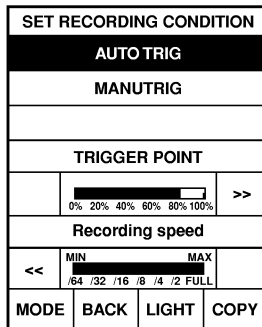 SET RECORDING CONDITION
AUTO TRIG
MANUTRIG
TRIGGER POINT
>>
0% 20% 40% 60% 80% 100%
Recording speed
MIN MAX
<<
/64 /32 /16 /8 /4 /2 FULL
MODE BACK LIGHT COPY